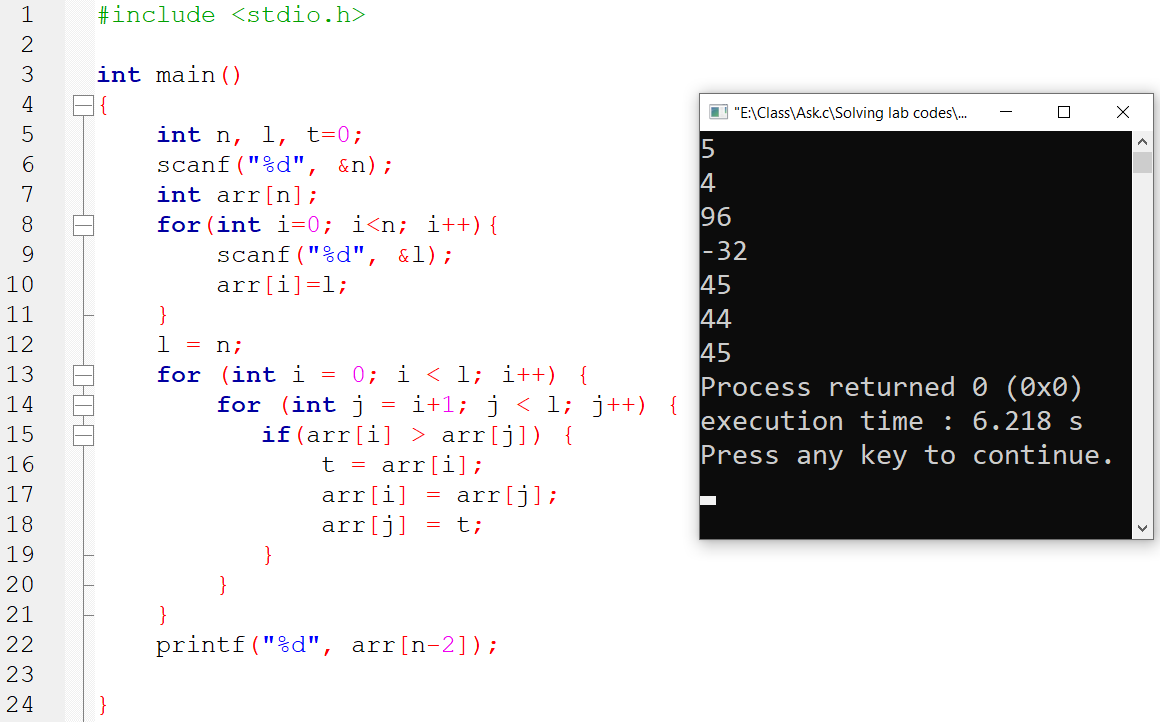 1 #include <stdio.h>
2
3 int main()
4 {
5 int n, l, t=0;
6 scanf("%d", &n);
7 int arr[n];
8 for(int i=0; i<n; i++){
9 scanf("%d", &l);
10 arr[i]=l;
11 }
12 l = n;
13 for (int i = 0; i < l; i++) {
14 for (int j = i+1; j < l; j++) {
15 if(arr[i] > arr[j]) {
16 t = arr[i];
17 arr[i] = arr[j];
18 arr[j] = t;
19 }
20 }
21 }
22 printf("%d", arr[n-2]);
23
24 }
"E:\Class\Ask.c\Solving lab codes\...
5
4
96
-32
45
44
45
Process returned 0 (0x0)
execution time : 6.218 s
Press any key to continue.